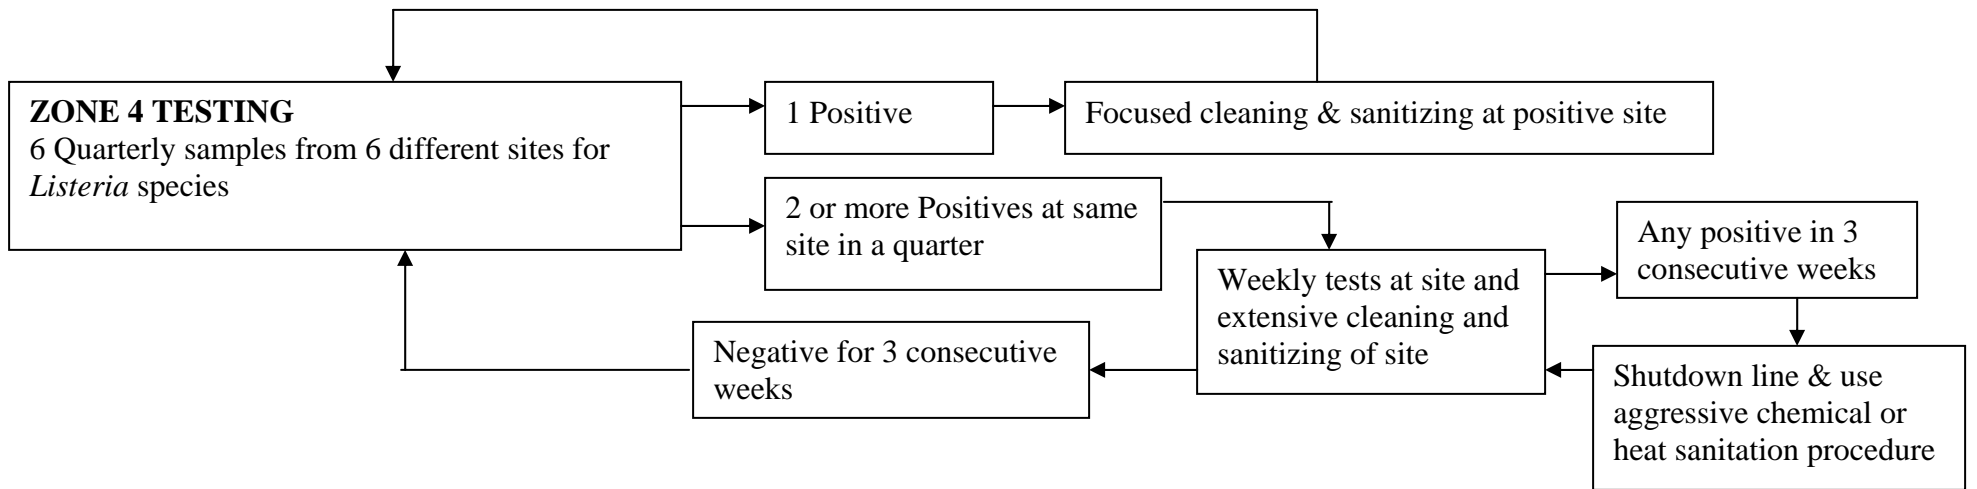 ZONE 4 TESTING
6 Quarterly samples from 6 different sites for
Listeria species
1 Positive
Focused cleaning & sanitizing at positive site
2 or more Positives at same
site in a quarter
Weekly tests at site and
extensive cleaning and
sanitizing of site
Any positive in 3
consecutive weeks
Shutdown line & use
aggressive chemical or
heat sanitation procedure
Negative for 3 consecutive
weeks